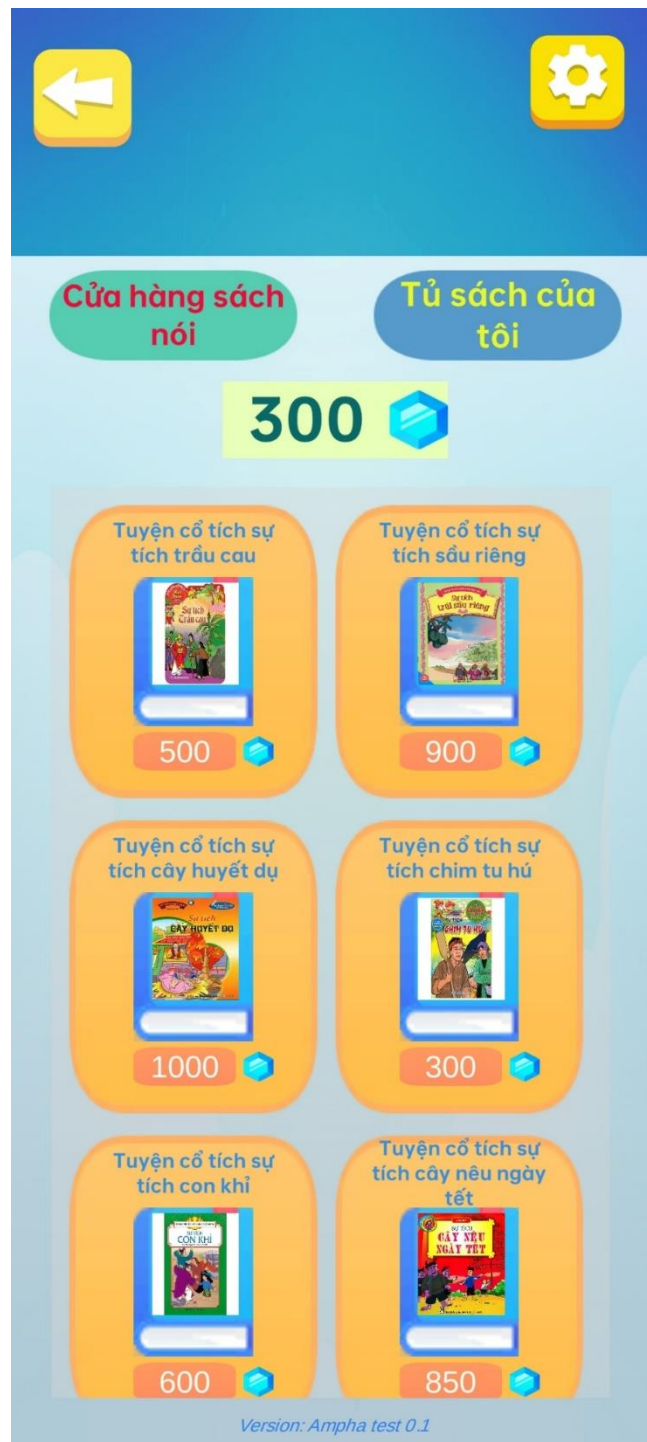 Cửa hàng sách
nói
Tủ sách của
tôi
300
Tuyện cổ tích sự
tích trầu cau
Sự tích
Trầu cau
500
Tuyện cổ tích sự
tích sầu riêng
Sự tích
trái sầu riêng
900
Tuyện cổ tích sự
tích cây huyết dụ
Sự tích
CÂY HUYẾT DỤ
1000
Tuyện cổ tích sự
tích chim tu hú
CHIM TU HÚ
300
Tuyện cổ tích sự
tích con khỉ
SỰ TÍCH
CON KHỈ
600
Tuyện cổ tích sự
tích cây nêu ngày
tết
SỰ TÍCH
CÂY NÊU
NGÀY TẾT
850
Version: Ampha test 0.1